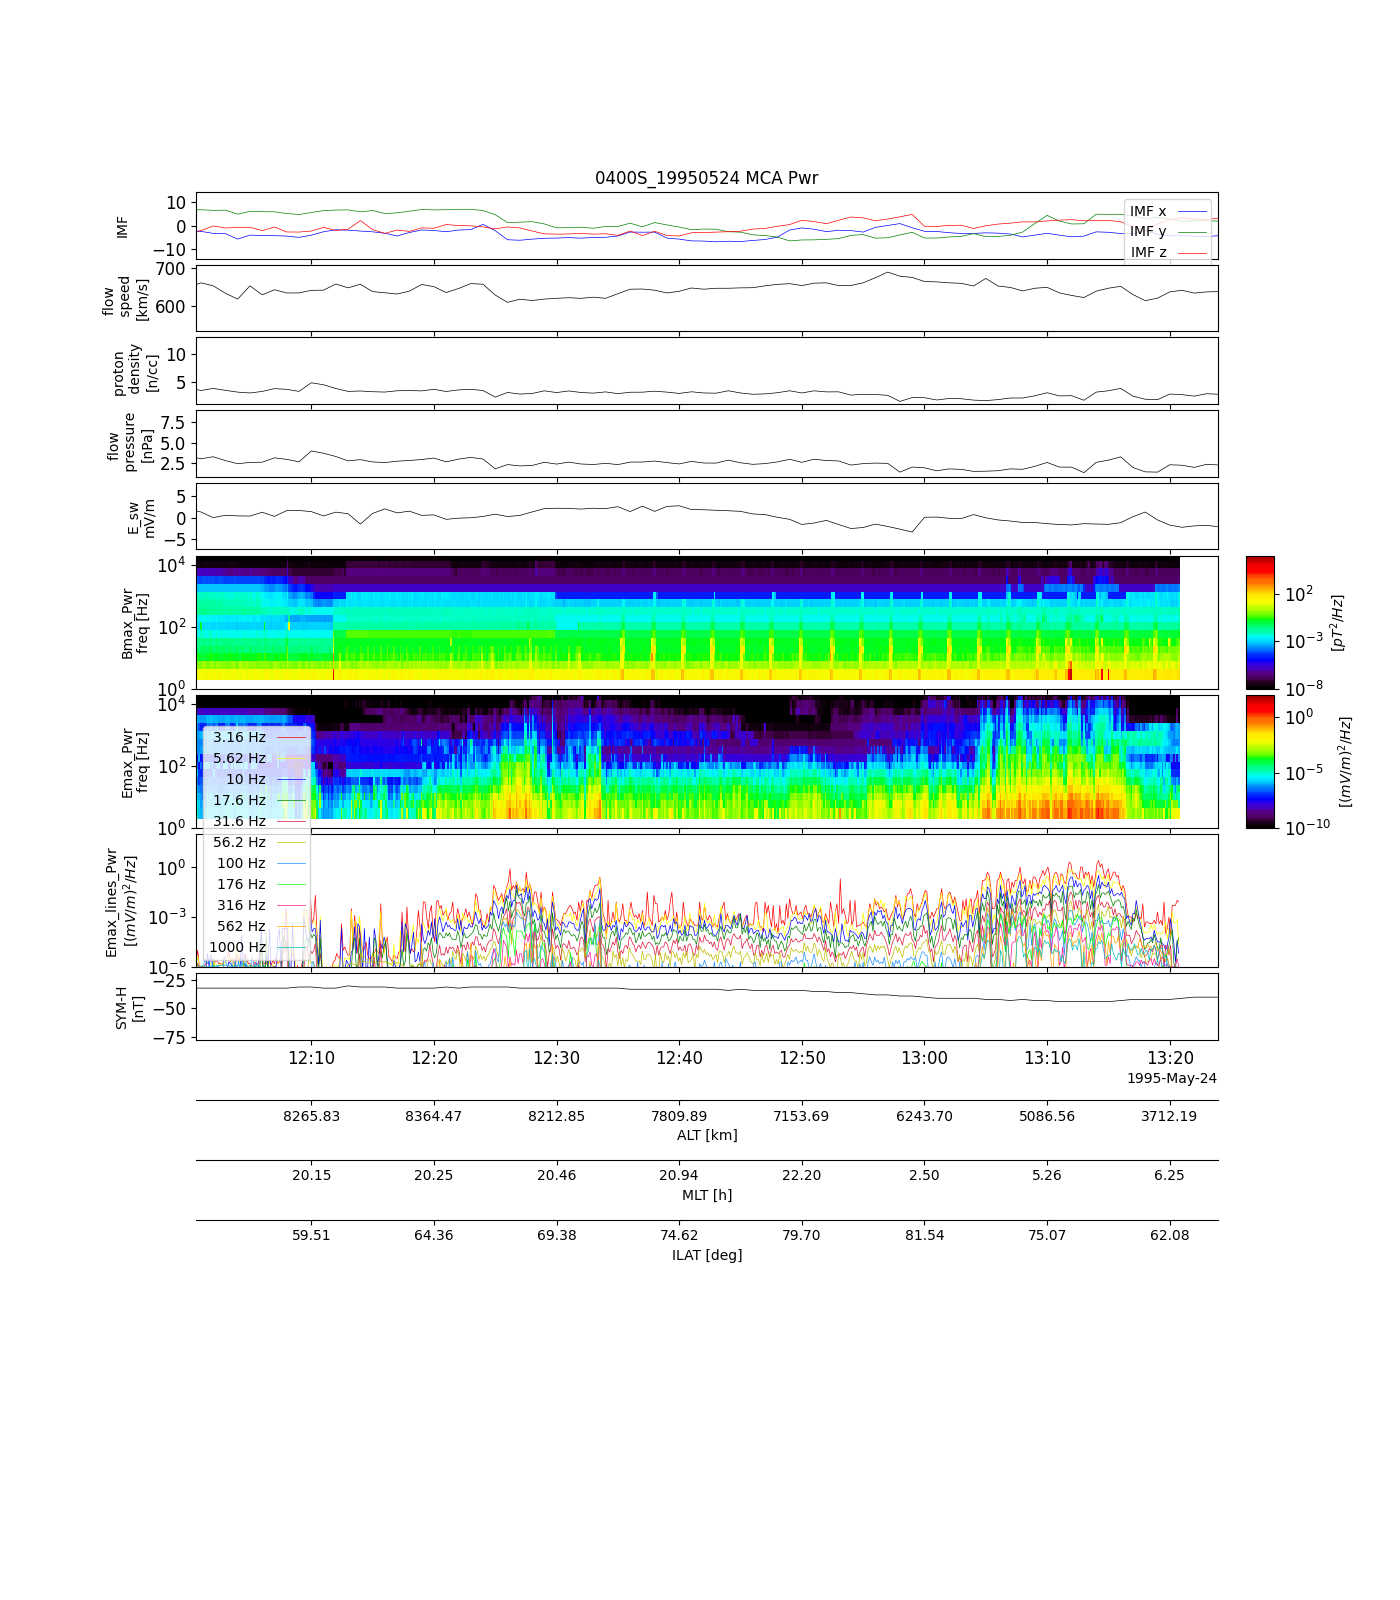 0400S_19950524 MCA Pwr
10
0
−10
IMF
IMF x
IMF y
IMF z
700
600
flow
speed
[km/s]
10
5
proton
density
[n/cc]
7.5
5.0
2.5
flow
pressure
[nPa]
5
0
−5
E_sw
mV/m
10^4
10^2
10^0
Bmax_Pwr
freq [Hz]
10^2
10^−3
10^−8
[pT^2/Hz]
10^4
10^2
10^0
Emax_Pwr
freq [Hz]
10^0
10^−5
10^−10
[(mV/m)^2/Hz]
3.16 Hz
5.62 Hz
10 Hz
17.6 Hz
31.6 Hz
56.2 Hz
100 Hz
176 Hz
316 Hz
562 Hz
1000 Hz
10^0
10^−3
10^−6
Emax_lines_Pwr
[(mV/m)^2/Hz]
−25
−50
−75
SYM-H
[nT]
12:10 12:20 12:30 12:40 12:50 13:00 13:10 13:20
1995-May-24
8265.83 8364.47 8212.85 7809.89 7153.69 6243.70 5086.56 3712.19
ALT [km]
20.15 20.25 20.46 20.94 22.20 2.50 5.26 6.25
MLT [h]
59.51 64.36 69.38 74.62 79.70 81.54 75.07 62.08
ILAT [deg]